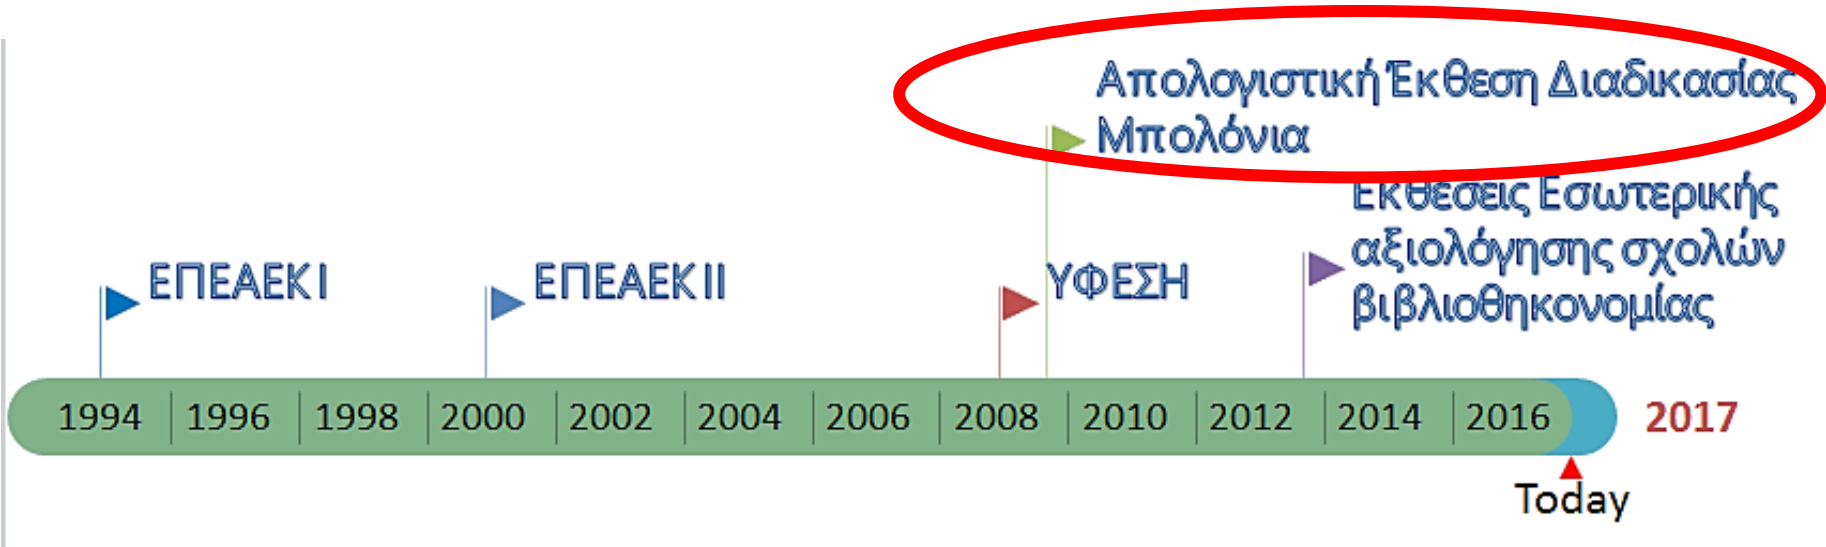 Απολογιστική Έκθεση Διαδικασίας
Μπολόνια
Εκθέσεις Εσωτερικής
αξιολόγησης σχολών
βιβλιοθηκονομίας
ΕΠΕΑΕΚ Ι
ΕΠΕΑΕΚ ΙΙ
ΥΦΕΣΗ
1994 1996 1998 2000 2002 2004 2006 2008 2010 2012 2014 2016 2017
Today